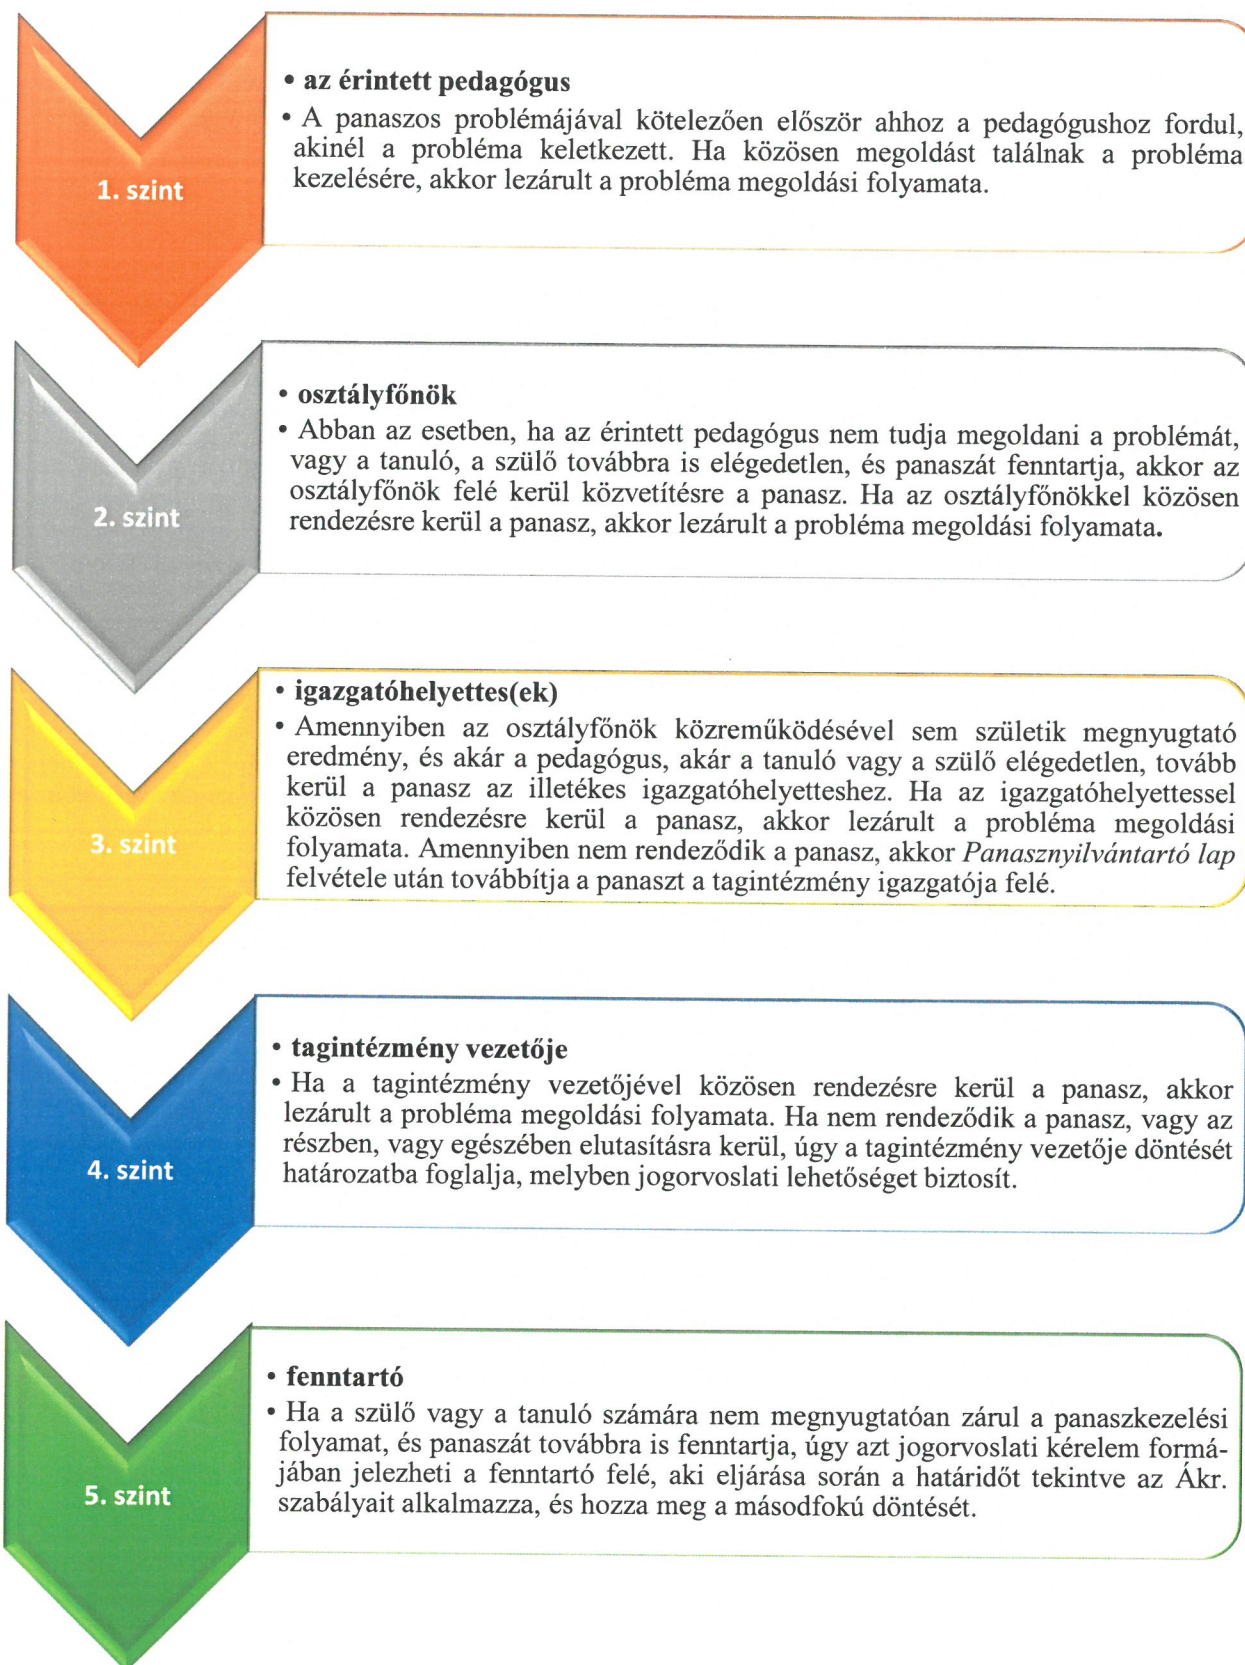 1. szint
• az érintett pedagógus
• A panaszos problémájával kötelezően először ahhoz a pedagógushoz fordul,
akinél a probléma keletkezett. Ha közösen megoldást találnak a probléma
kezelésére, akkor lezárult a probléma megoldási folyamata.
2. szint
• osztályfőnök
• Abban az esetben, ha az érintett pedagógus nem tudja megoldani a problémát,
vagy a tanuló, a szülő továbbra is elégedetlen, és panaszát fenntartja, akkor az
osztályfőnök felé kerül közvetítésre a panasz. Ha az osztályfőnökkel közösen
rendezésre kerül a panasz, akkor lezárult a probléma megoldási folyamata.
3. szint
• igazgatóhelyettes(ek)
• Amennyiben az osztályfőnök közreműködésével sem születik megnyugtató
eredmény, és akár a pedagógus, akár a tanuló vagy a szülő elégedetlen, tovább
kerül a panasz az illetékes igazgatóhelyetteshez. Ha az igazgatóhelyettessel
közösen rendezésre kerül a panasz, akkor lezárult a probléma megoldási
folyamata. Amennyiben nem rendeződik a panasz, akkor Panasznyilvántartó lap
felvétele után továbbítja a panaszt a tagintézmény igazgatója felé.
4. szint
• tagintézmény vezetője
• Ha a tagintézmény vezetőjével közösen rendezésre kerül a panasz, akkor
lezárult a probléma megoldási folyamata. Ha nem rendeződik a panasz, vagy az
részben, vagy egészében elutasításra kerül, úgy a tagintézmény vezetője döntését
határozatba foglalja, melyben jogorvoslati lehetőséget biztosít.
5. szint
• fenntartó
• Ha a szülő vagy a tanuló számára nem megnyugtatóan zárul a panaszkezelési
folyamat, és panaszát továbbra is fenntartja, úgy azt jogorvoslati kérelem formá-
jában jelezheti a fenntartó felé, aki eljárása során a határidőt tekintve az Ákr.
szabályait alkalmazza, és hozza meg a másodfokú döntését.